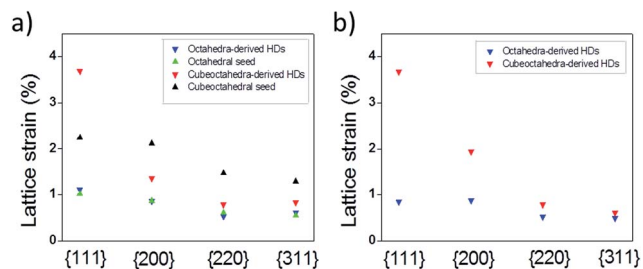 a)
Lattice strain (%)
4
3
2
1
0
Octahedra-derived HDs
Octahedral seed
Cubeoctahedra-derived HDs
Cubeoctahedral seed
{111} {200} {220} {311}
b)
Lattice strain (%)
4
3
2
1
0
Octahedra-derived HDs
Cubeoctahedra-derived HDs
{111} {200} {220} {311}